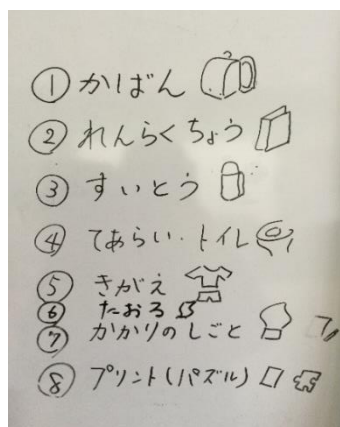 ① かばん
② れんらくちょう
③ すいとう
④ てあらい・トイレ
⑤ きがえ
⑥ たおる
⑦ かかりのしごと
⑧ プリント(パズル)